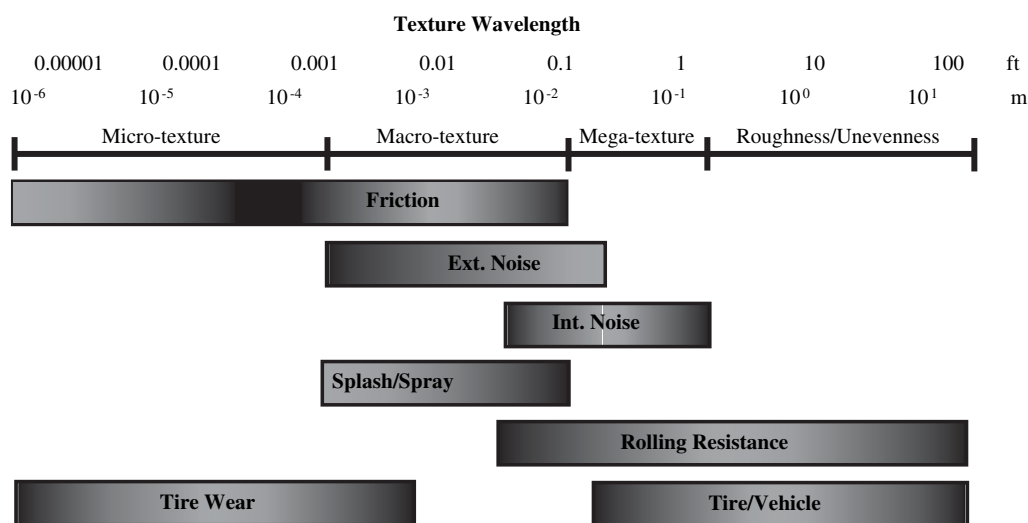 Texture Wavelength
0.00001 0.0001 0.001 0.01 0.1 1 10 100 ft
10⁻⁶ 10⁻⁵ 10⁻⁴ 10⁻³ 10⁻² 10⁻¹ 10⁰ 10¹ m
Micro-texture Macro-texture Mega-texture Roughness/Unevenness
Friction
Ext. Noise
Int. Noise
Splash/Spray
Rolling Resistance
Tire Wear Tire/Vehicle